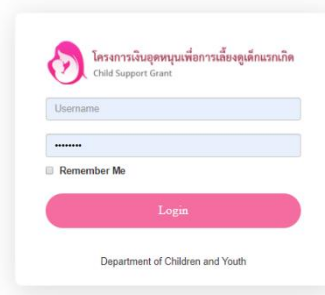 โครงการเงินอุดหนุนเพื่อการเลี้ยงดูเด็กแรกเกิด
Child Support Grant
Username
••••••••
Remember Me
Login
Department of Children and Youth